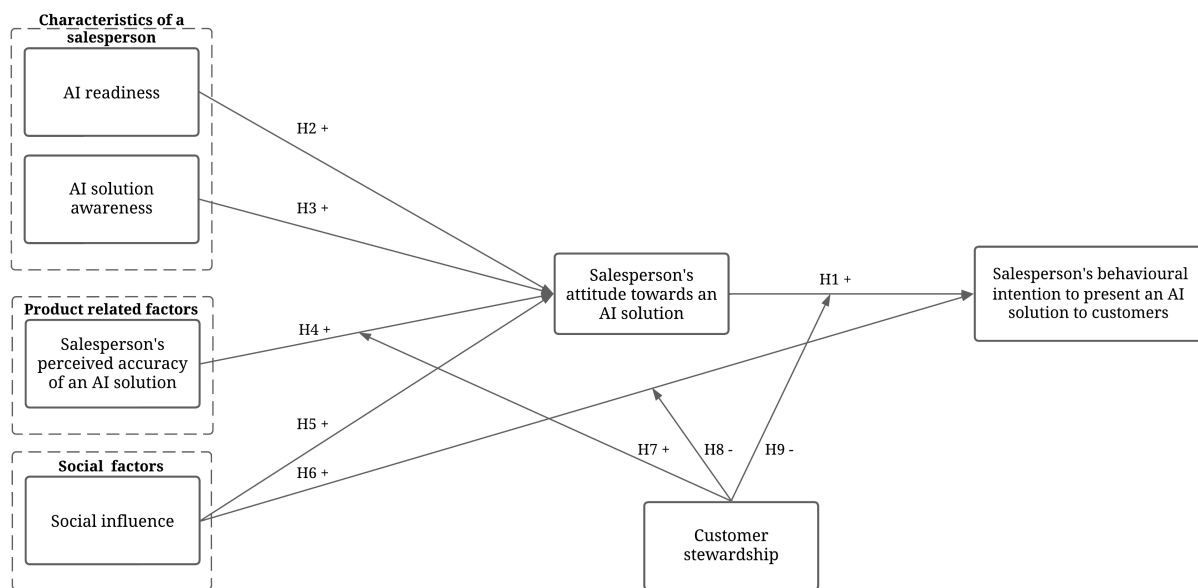 Characteristics of a
salesperson
AI readiness
H2 +
AI solution
awareness
H3 +
Product related factors
Salesperson's
perceived accuracy
of an AI solution
H4 +
Social factors
Social influence
H5 +
H6 +
Salesperson's
attitude towards an
AI solution
H1 +
Salesperson's behavioural
intention to present an AI
solution to customers
H7 +
H8 -
H9 -
Customer
stewardship